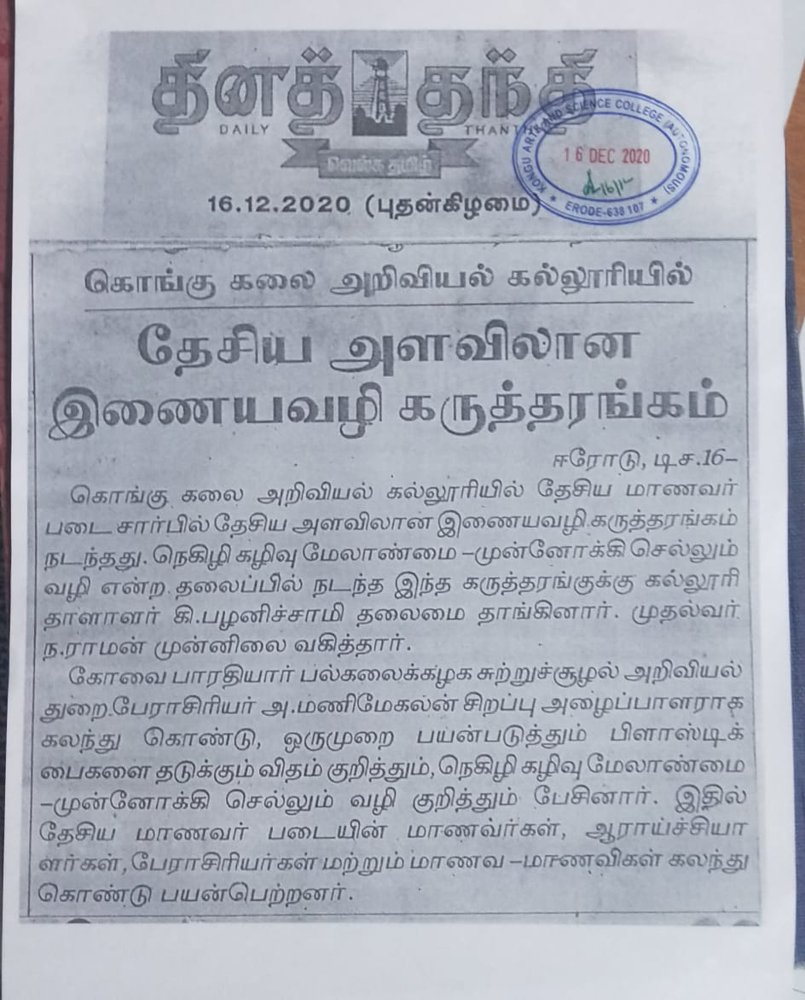 தினத் தந்தி
DAILY THANTHI
வெல்க தமிழ்
KONGU ARTS AND SCIENCE COLLEGE (AUTONOMOUS)
16 DEC 2020
★ ERODE-638 107 ★
16.12.2020 (புதன்கிழமை)
கொங்கு கலை அறிவியல் கல்லூரியில்
தேசிய அளவிலான
இணையவழி கருத்தரங்கம்
ஈரோடு, டிச.16–
கொங்கு கலை அறிவியல் கல்லூரியில் தேசிய மாணவர்
படை சார்பில் தேசிய அளவிலான இணையவழி கருத்தரங்கம்
நடந்தது. நெகிழி கழிவு மேலாண்மை –முன்னோக்கி செல்லும்
வழி என்ற தலைப்பில் நடந்த இந்த கருத்தரங்குக்கு கல்லூரி
தாளாளர் கி.பழனிச்சாமி தலைமை தாங்கினார். முதல்வர்
ந.ராமன் முன்னிலை வகித்தார்.
கோவை பாரதியார் பல்கலைக்கழக சுற்றுச்சூழல் அறிவியல்
துறை பேராசிரியர் அ.மணிமேகலன் சிறப்பு அழைப்பாளராக
கலந்து கொண்டு, ஒருமுறை பயன்படுத்தும் பிளாஸ்டிக்
பைகளை தடுக்கும் விதம் குறித்தும், நெகிழி கழிவு மேலாண்மை
–முன்னோக்கி செல்லும் வழி குறித்தும் பேசினார். இதில்
தேசிய மாணவர் படையின் மாணவர்கள், ஆராய்ச்சியா
ளர்கள், பேராசிரியர்கள் மற்றும் மாணவ –மாணவிகள் கலந்து
கொண்டு பயன்பெற்றனர்.